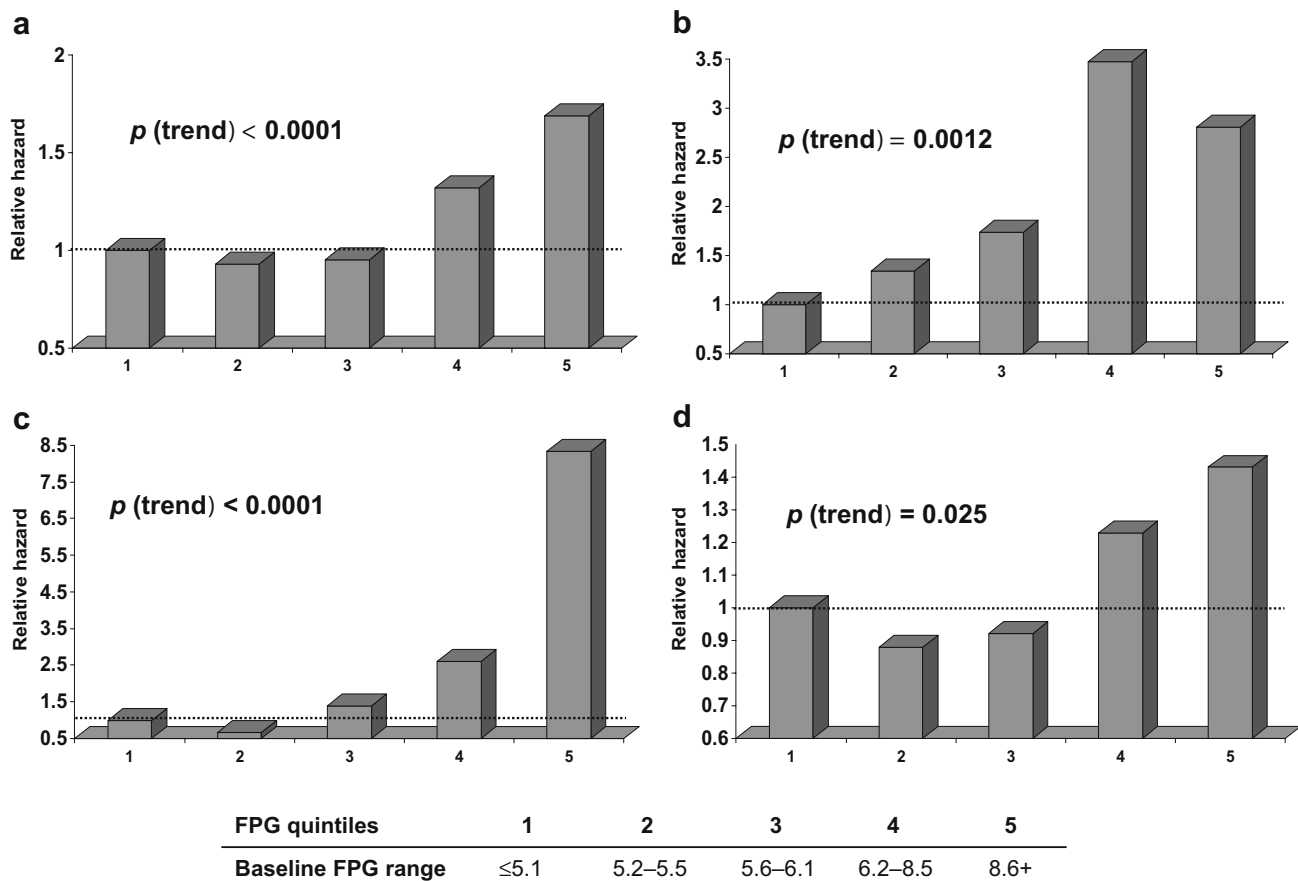 a
Relative hazard
2
1.5
1
0.5
p (trend) < 0.0001
1 2 3 4 5
b
Relative hazard
3.5
3
2.5
2
1.5
1
0.5
p (trend) = 0.0012
1 2 3 4 5
c
Relative hazard
8.5
7.5
6.5
5.5
4.5
3.5
2.5
1.5
0.5
p (trend) < 0.0001
1 2 3 4 5
d
Relative hazard
1.5
1.4
1.3
1.2
1.1
1
0.9
0.8
0.7
0.6
p (trend) = 0.025
1 2 3 4 5
FPG quintiles 1 2 3 4 5
Baseline FPG range ≤5.1 5.2–5.5 5.6–6.1 6.2–8.5 8.6+